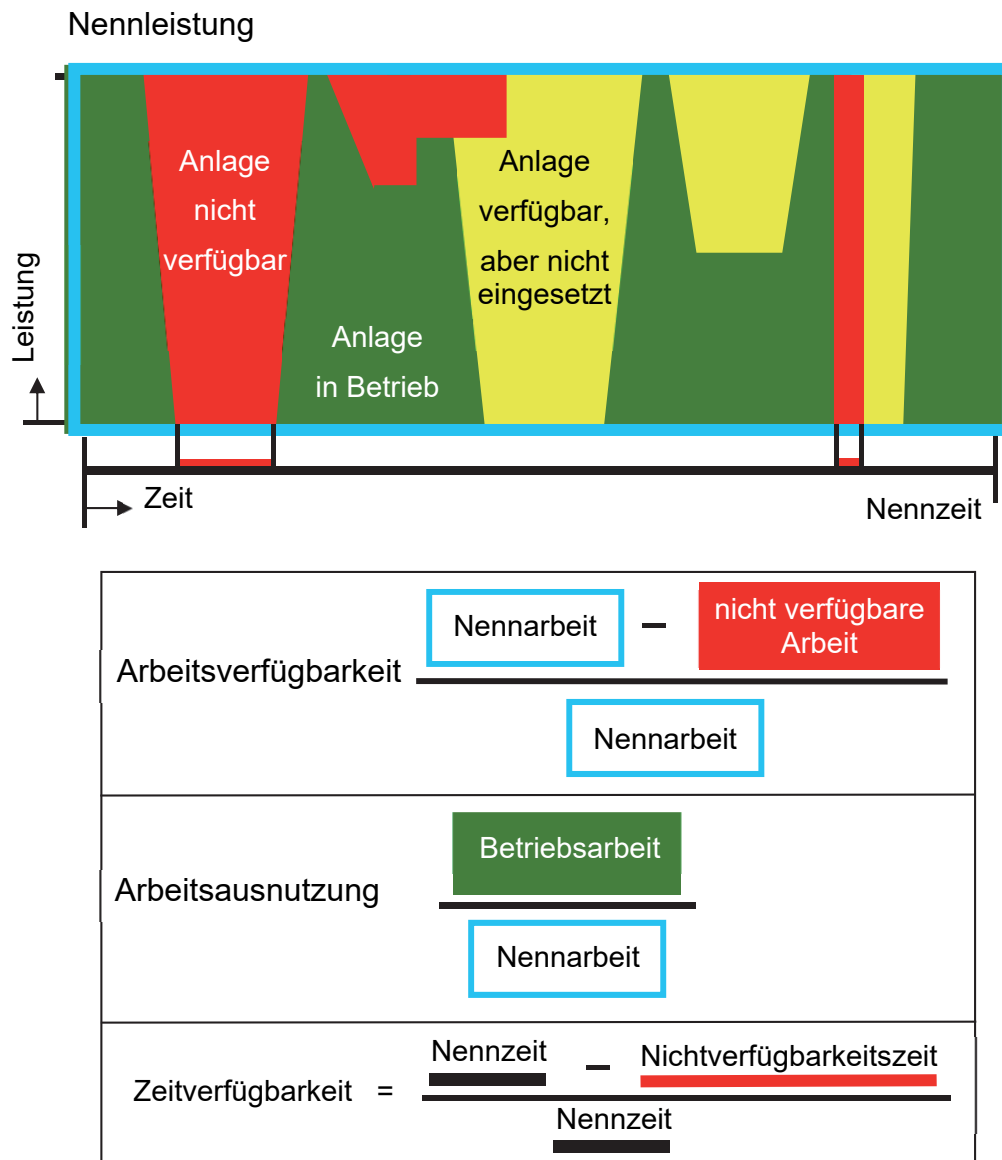 Nennleistung
Anlage
nicht
verfügbar
Anlage
verfügbar,
aber nicht
eingesetzt
Anlage
in Betrieb
Leistung
Zeit
Nennzeit
Arbeitsverfügbarkeit
Nennarbeit – nicht verfügbare
Arbeit
Nennarbeit
Arbeitsausnutzung
Betriebsarbeit
Nennarbeit
Zeitverfügbarkeit =
Nennzeit – Nichtverfügbarkeitszeit
Nennzeit